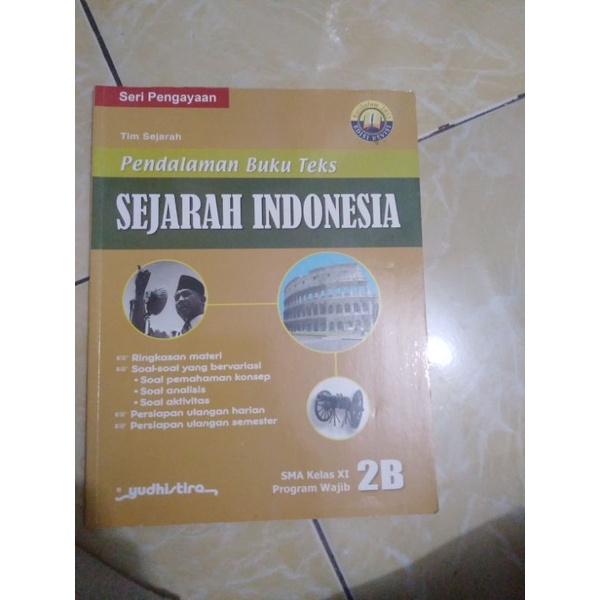 Seri Pengayaan
Tim Sejarah
Pendalaman Buku Teks
SEJARAH INDONESIA
Ringkasan materi
Soal-soal yang bervariasi
• Soal pemahaman konsep
• Soal analisis
• Soal aktivitas
Persiapan ulangan harian
Persiapan ulangan semester
yudhistira
SMA Kelas XI
Program Wajib
2B